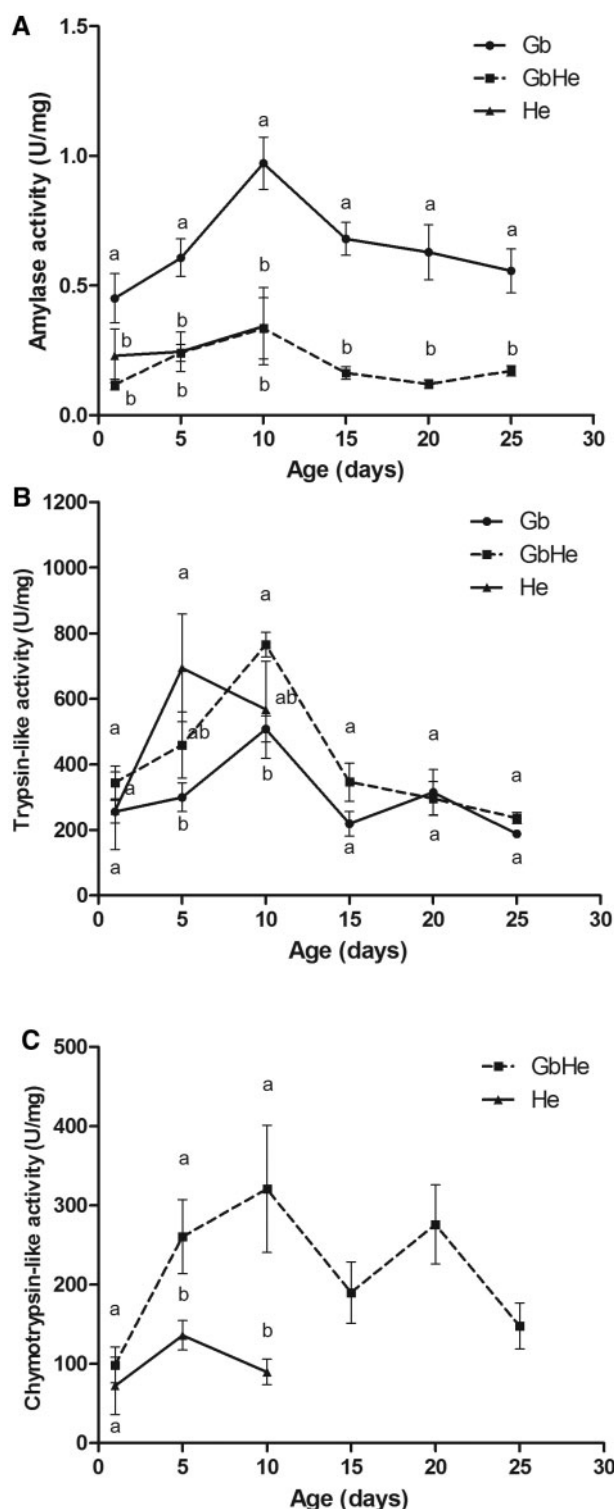 A
1.5
1.0
0.5
0.0
Amylase activity (U/mg)
Gb
GbHe
He
a
a
a
a
a
a
b
b
b
b
b
b
b
b
b
0 5 10 15 20 25 30
Age (days)
B
1200
1000
800
600
400
200
0
Trypsin-like activity (U/mg)
Gb
GbHe
He
a
a
a
ab
ab
a
a
a
a
b
b
a
a
a
a
0 5 10 15 20 25 30
Age (days)
C
500
400
300
200
100
0
Chymotrypsin-like activity (U/mg)
GbHe
He
a
a
a
b
b
a
0 5 10 15 20 25 30
Age (days)